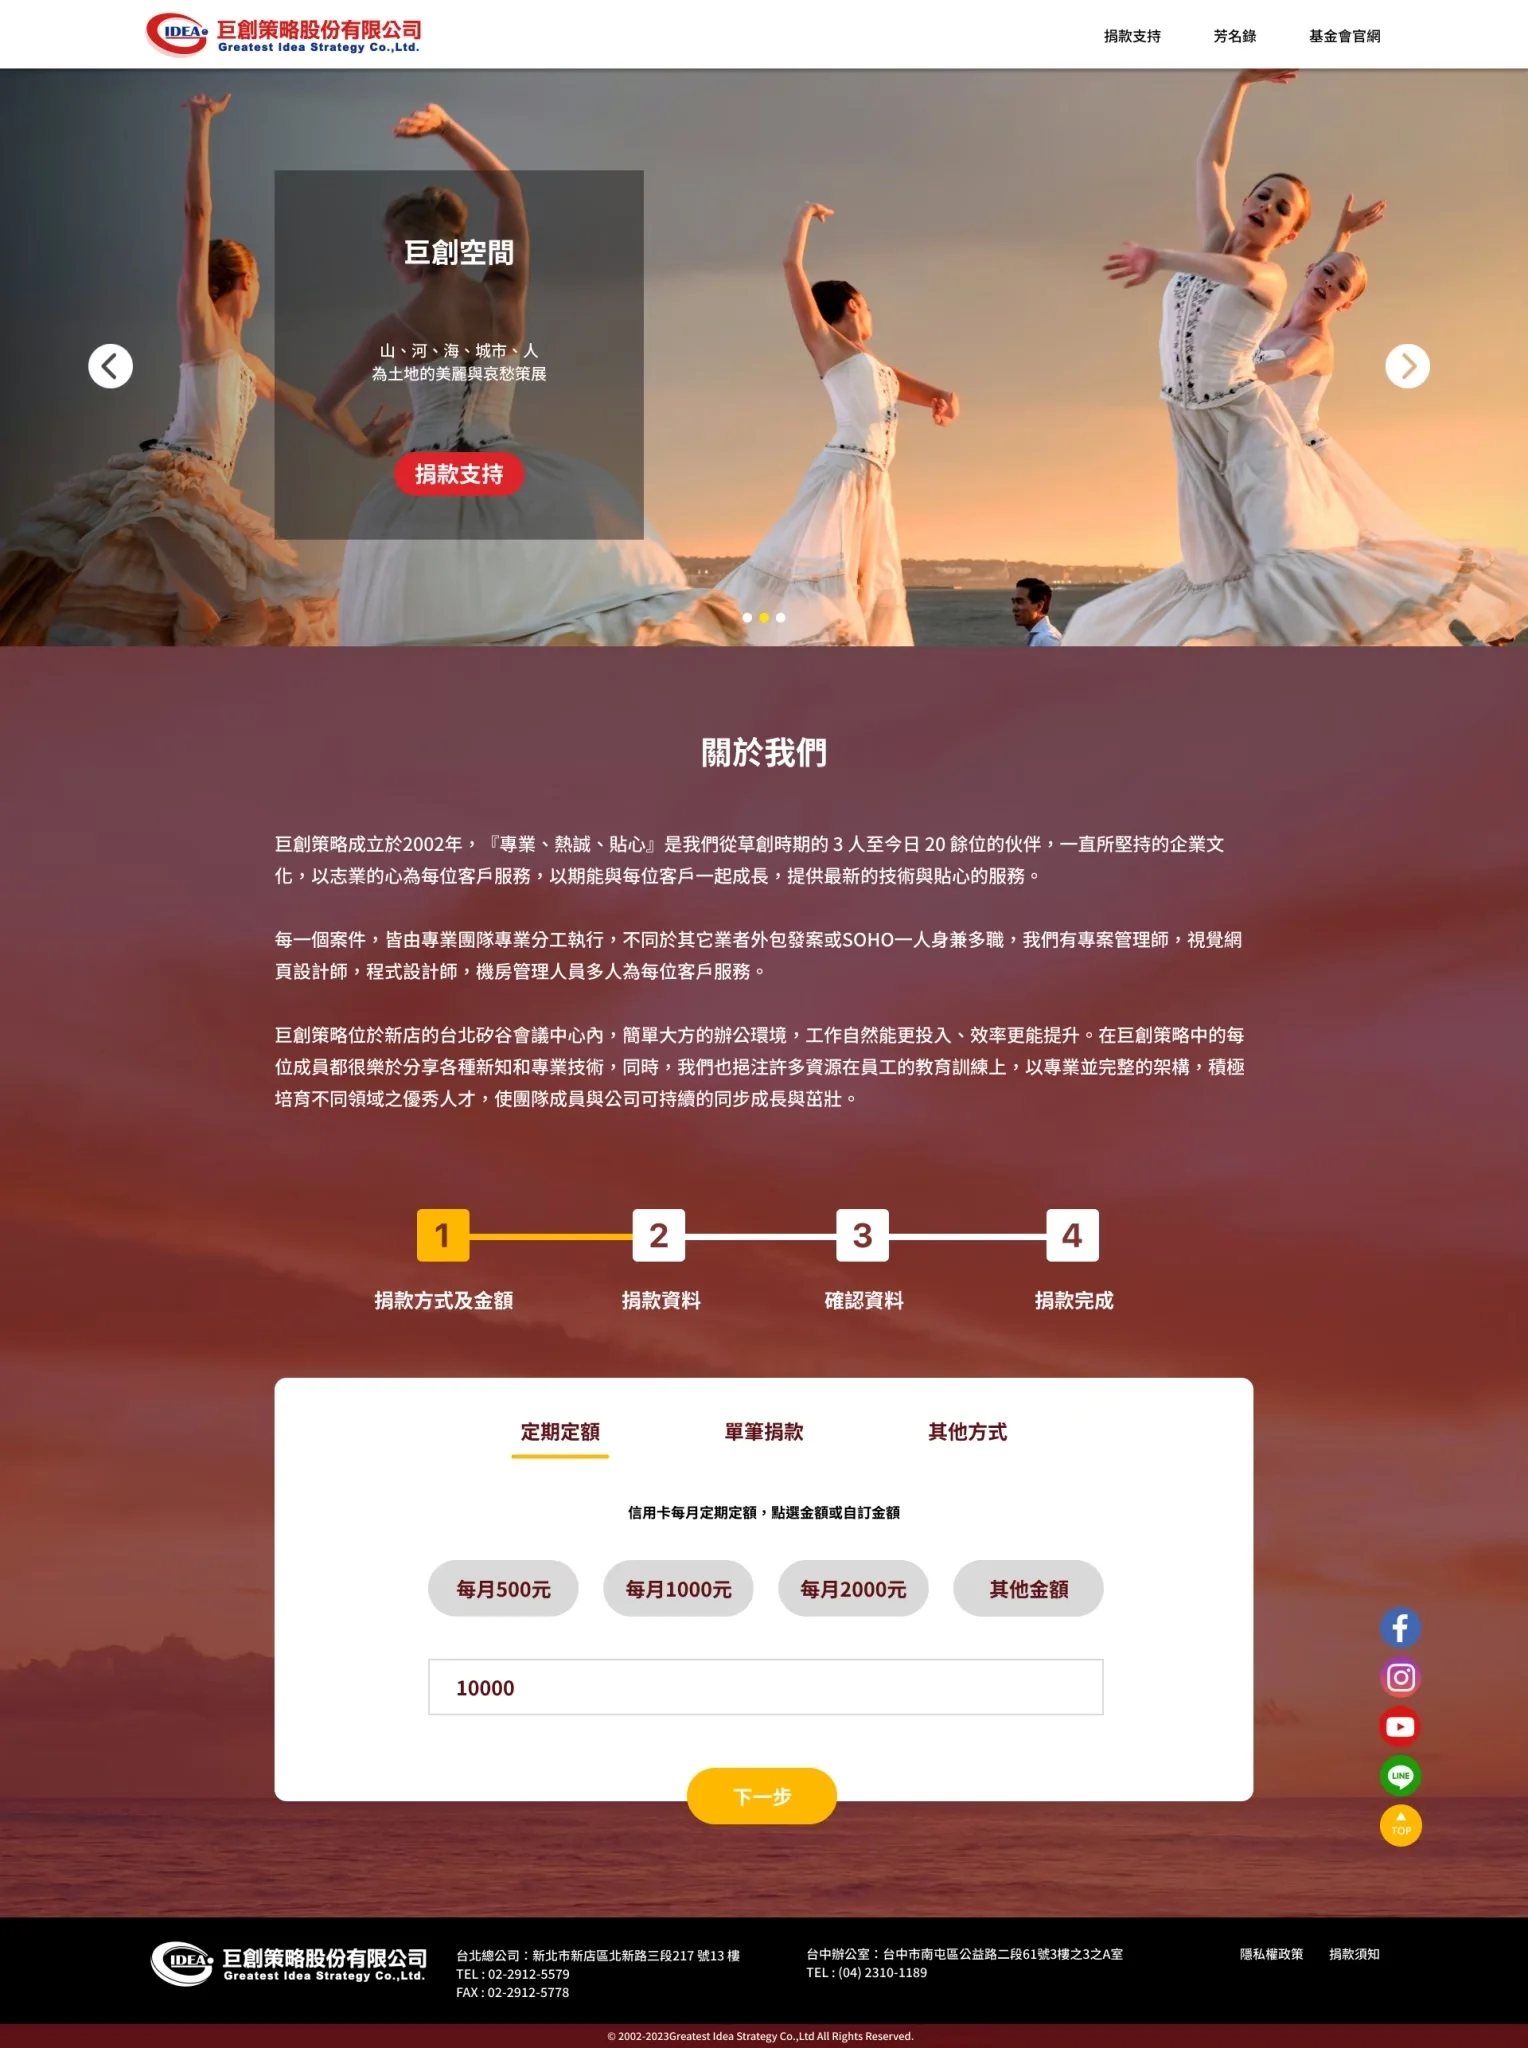 IDEA 巨創策略股份有限公司
Greatest Idea Strategy Co.,Ltd.
捐款支持 芳名錄 基金會官網
巨創空間
山、河、海、城市、人
為土地的美麗與哀愁策展
捐款支持
關於我們
巨創策略成立於2002年，『專業、熱誠、貼心』是我們從草創時期的 3 人至今日 20 餘位的伙伴，一直所堅持的企業文
化，以志業的心為每位客戶服務，以期能與每位客戶一起成長，提供最新的技術與貼心的服務。
每一個案件，皆由專業團隊專業分工執行，不同於其它業者外包發案或SOHO一人身兼多職，我們有專案管理師，視覺網
頁設計師，程式設計師，機房管理人員多人為每位客戶服務。
巨創策略位於新店的台北矽谷會議中心內，簡單大方的辦公環境，工作自然能更投入、效率更能提升。在巨創策略中的每
位成員都很樂於分享各種新知和專業技術，同時，我們也挹注許多資源在員工的教育訓練上，以專業並完整的架構，積極
培育不同領域之優秀人才，使團隊成員與公司可持續的同步成長與茁壯。
1 2 3 4
捐款方式及金額 捐款資料 確認資料 捐款完成
定期定額 單筆捐款 其他方式
信用卡每月定期定額，點選金額或自訂金額
每月500元 每月1000元 每月2000元 其他金額
10000
下一步
LINE
TOP
IDEA 巨創策略股份有限公司
Greatest Idea Strategy Co.,Ltd.
台北總公司：新北市新店區北新路三段217 號13 樓
TEL : 02-2912-5579
FAX : 02-2912-5778
台中辦公室：台中市南屯區公益路二段61號3樓之3之A室
TEL : (04) 2310-1189
隱私權政策 捐款須知
© 2002-2023Greatest Idea Strategy Co.,Ltd All Rights Reserved.